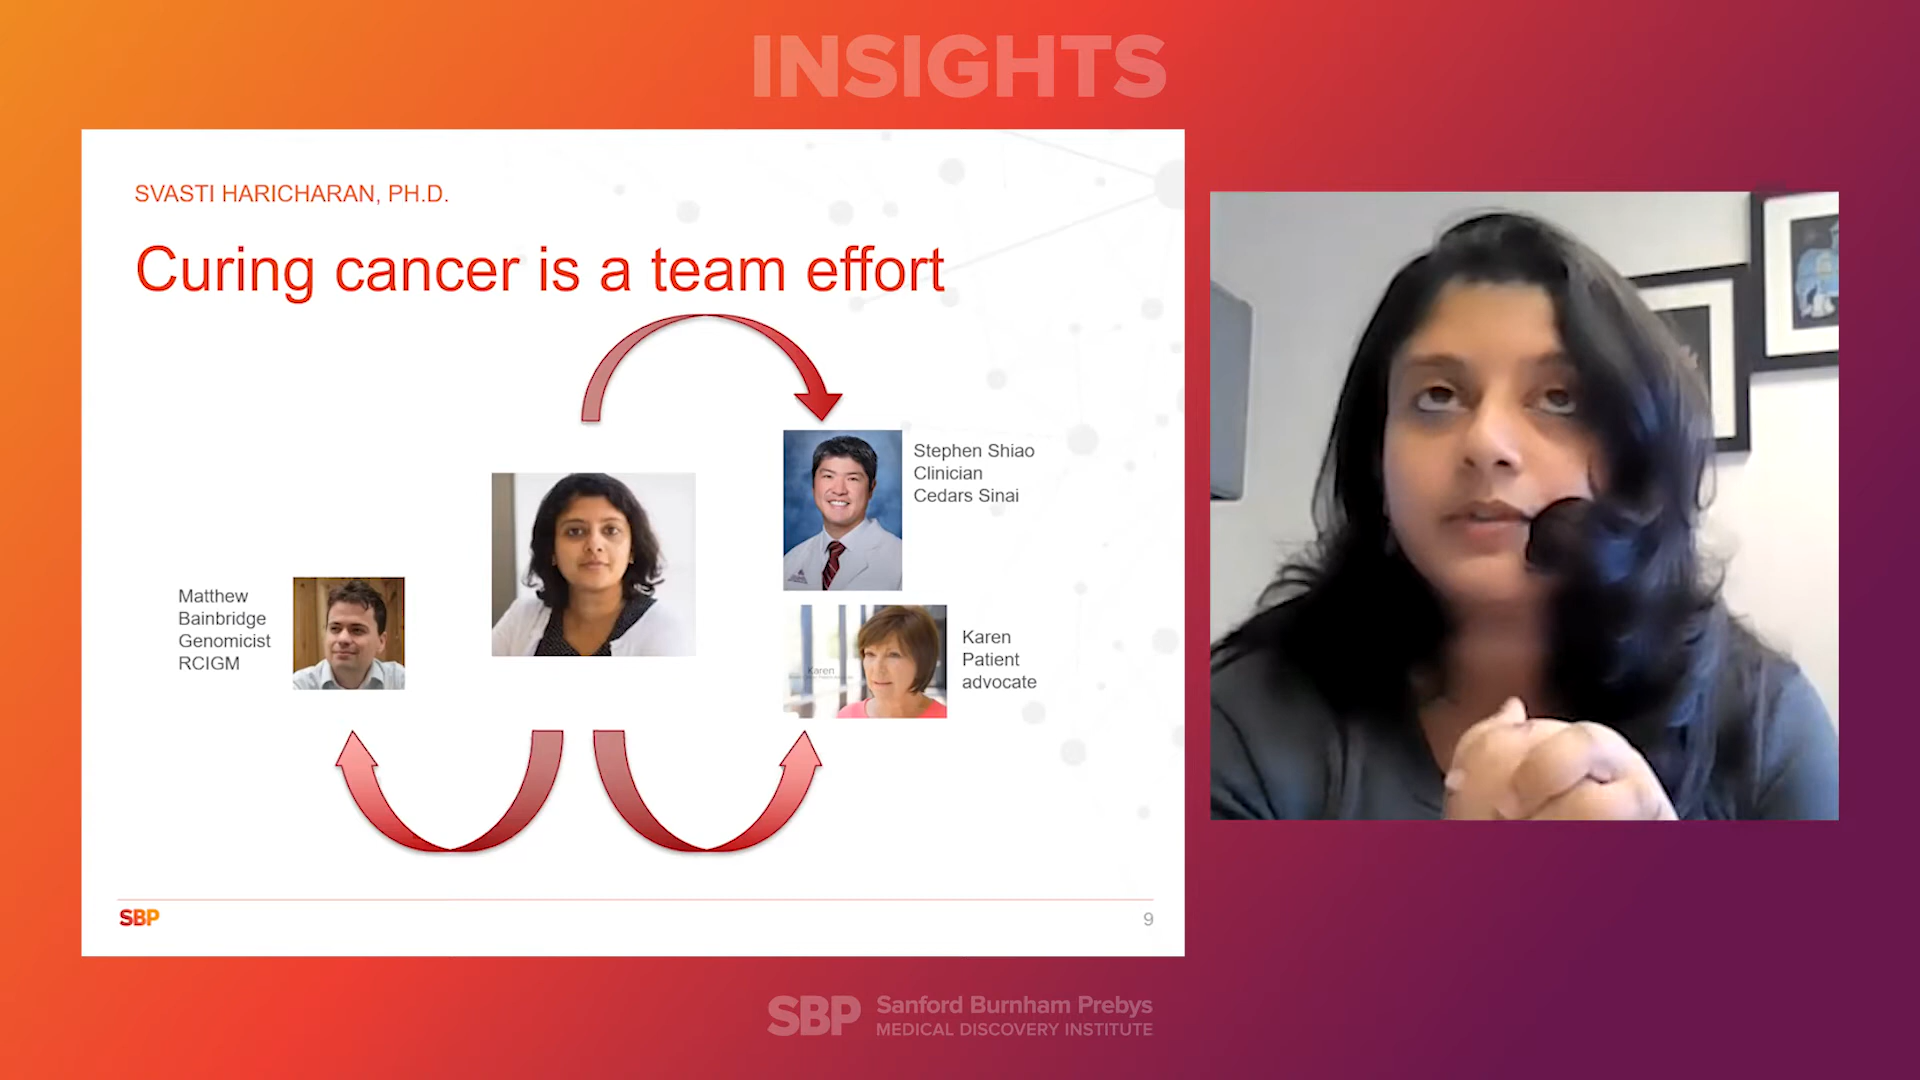 INSIGHTS
SVASTI HARICHARAN, PH.D.
Curing cancer is a team effort
Stephen Shiao
Clinician
Cedars Sinai
Matthew
Bainbridge
Genomicist
RCIGM
Karen
Karen
Patient
advocate
SBP
9
SBP
Sanford Burnham Prebys
MEDICAL DISCOVERY INSTITUTE